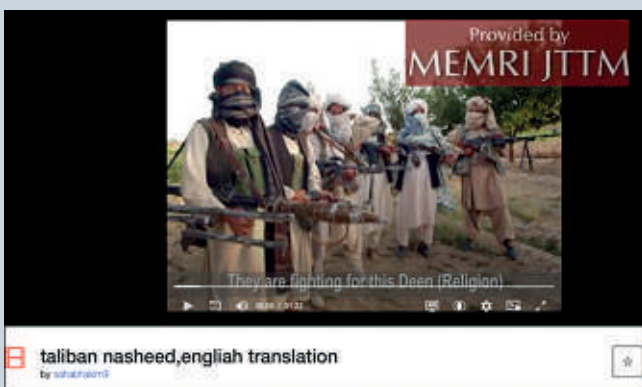 Provided by
MEMRI JTTM
They are fighting for this Deen (Religion)
taliban nasheed,engliah translation
by